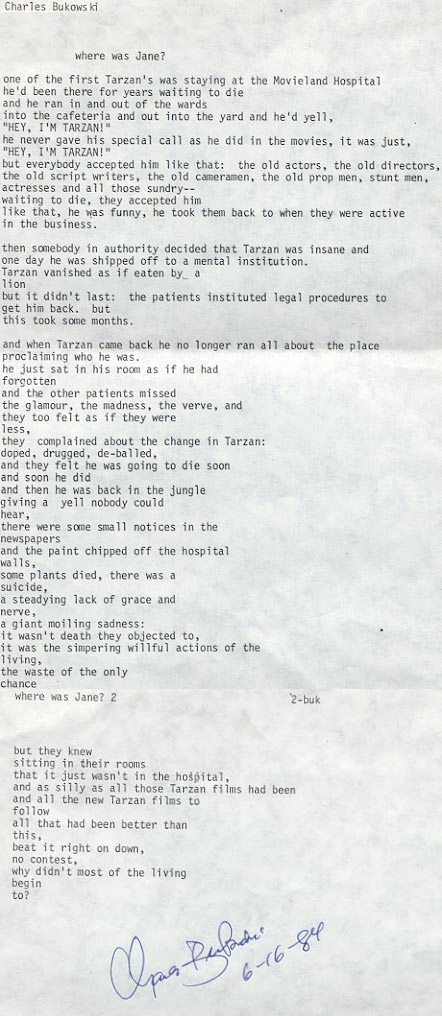 Charles Bukowski
where was Jane?
one of the first Tarzan's was staying at the Movieland Hospital
he'd been there for years waiting to die
and he ran in and out of the wards
into the cafeteria and out into the yard and he'd yell,
"HEY, I'M TARZAN!"
he never gave his special call as he did in the movies, it was just,
"HEY, I'M TARZAN!"
but everybody accepted him like that:  the old actors, the old directors,
the old script writers, the old cameramen, the old prop men, stunt men,
actresses and all those sundry--
waiting to die, they accepted him
like that, he was funny, he took them back to when they were active
in the business.
then somebody in authority decided that Tarzan was insane and
one day he was shipped off to a mental institution.
Tarzan vanished as if eaten by_ a
lion
but it didn't last:  the patients instituted legal procedures to
get him back.  but
this took some months.
and when Tarzan came back he no longer ran all about  the place
proclaiming who he was.
he just sat in his room as if he had
forgotten
and the other patients missed
the glamour, the madness, the verve, and
they too felt as if they were
less,
they  complained about the change in Tarzan:
doped, drugged, de-balled,
and they felt he was going to die soon
and soon he did
and then he was back in the jungle
giving a  yell nobody could
hear,
there were some small notices in the
newspapers
and the paint chipped off the hospital
walls,
some plants died, there was a
suicide,
a steadying lack of grace and
nerve,
a giant moiling sadness:
it wasn't death they objected to,
it was the simpering willful actions of the
living,
the waste of the only
chance
where was Jane? 2 2-buk
but they knew
sitting in their rooms
that it just wasn't in the hospital,
and as silly as all those Tarzan films had been
and all the new Tarzan films to
follow
all that had been better than
this,
beat it right on down,
no contest,
why didn't most of the living
begin
to?
Charles Bukowski
6-16-84